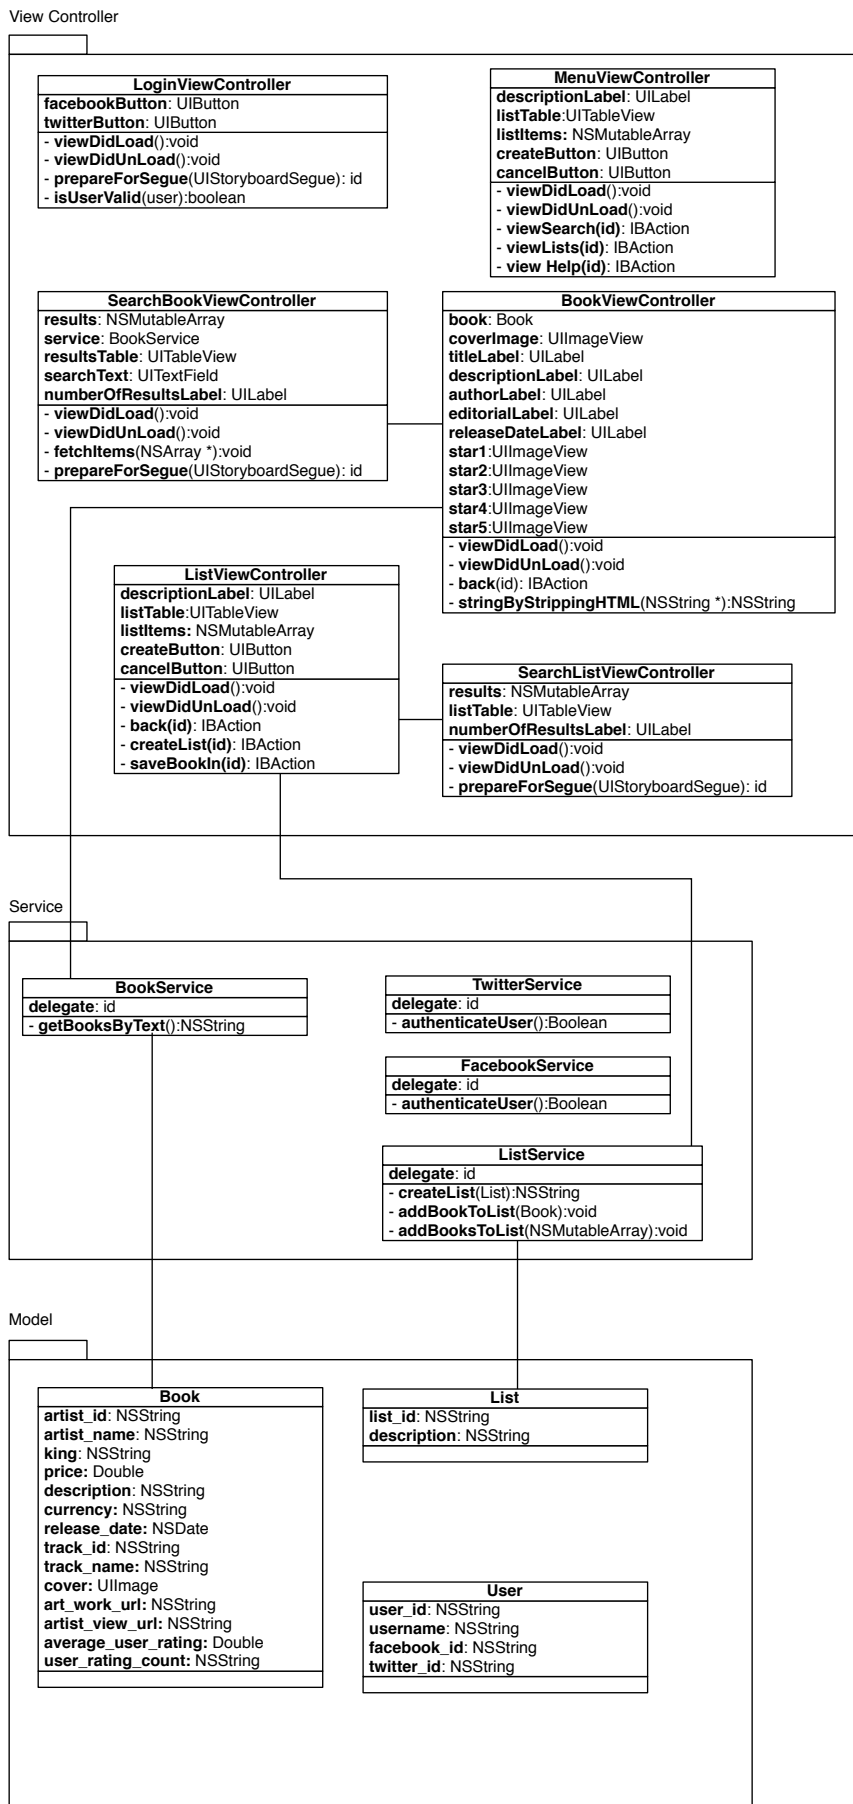 View Controller
LoginViewController
facebookButton: UIButton
twitterButton: UIButton
- viewDidLoad():void
- viewDidUnLoad():void
- prepareForSegue(UIStoryboardSegue): id
- isUserValid(user):boolean
MenuViewController
descriptionLabel: UILabel
listTable:UITableView
listItems: NSMutableArray
createButton: UIButton
cancelButton: UIButton
- viewDidLoad():void
- viewDidUnLoad():void
- viewSearch(id): IBAction
- viewLists(id): IBAction
- view Help(id): IBAction
SearchBookViewController
results: NSMutableArray
service: BookService
resultsTable: UITableView
searchText: UITextField
numberOfResultsLabel: UILabel
- viewDidLoad():void
- viewDidUnLoad():void
- fetchItems(NSArray *):void
- prepareForSegue(UIStoryboardSegue): id
BookViewController
book: Book
coverImage: UIImageView
titleLabel: UILabel
descriptionLabel: UILabel
authorLabel: UILabel
editorialLabel: UILabel
releaseDateLabel: UILabel
star1:UIImageView
star2:UIImageView
star3:UIImageView
star4:UIImageView
star5:UIImageView
- viewDidLoad():void
- viewDidUnLoad():void
- back(id): IBAction
- stringByStrippingHTML(NSString *):NSString
ListViewController
descriptionLabel: UILabel
listTable:UITableView
listItems: NSMutableArray
createButton: UIButton
cancelButton: UIButton
- viewDidLoad():void
- viewDidUnLoad():void
- back(id): IBAction
- createList(id): IBAction
- saveBookIn(id): IBAction
SearchListViewController
results: NSMutableArray
listTable: UITableView
numberOfResultsLabel: UILabel
- viewDidLoad():void
- viewDidUnLoad():void
- prepareForSegue(UIStoryboardSegue): id
Service
BookService
delegate: id
- getBooksByText():NSString
TwitterService
delegate: id
- authenticateUser():Boolean
FacebookService
delegate: id
- authenticateUser():Boolean
ListService
delegate: id
- createList(List):NSString
- addBookToList(Book):void
- addBooksToList(NSMutableArray):void
Model
Book
artist_id: NSString
artist_name: NSString
king: NSString
price: Double
description: NSString
currency: NSString
release_date: NSDate
track_id: NSString
track_name: NSString
cover: UIImage
art_work_url: NSString
artist_view_url: NSString
average_user_rating: Double
user_rating_count: NSString
List
list_id: NSString
description: NSString
User
user_id: NSString
username: NSString
facebook_id: NSString
twitter_id: NSString